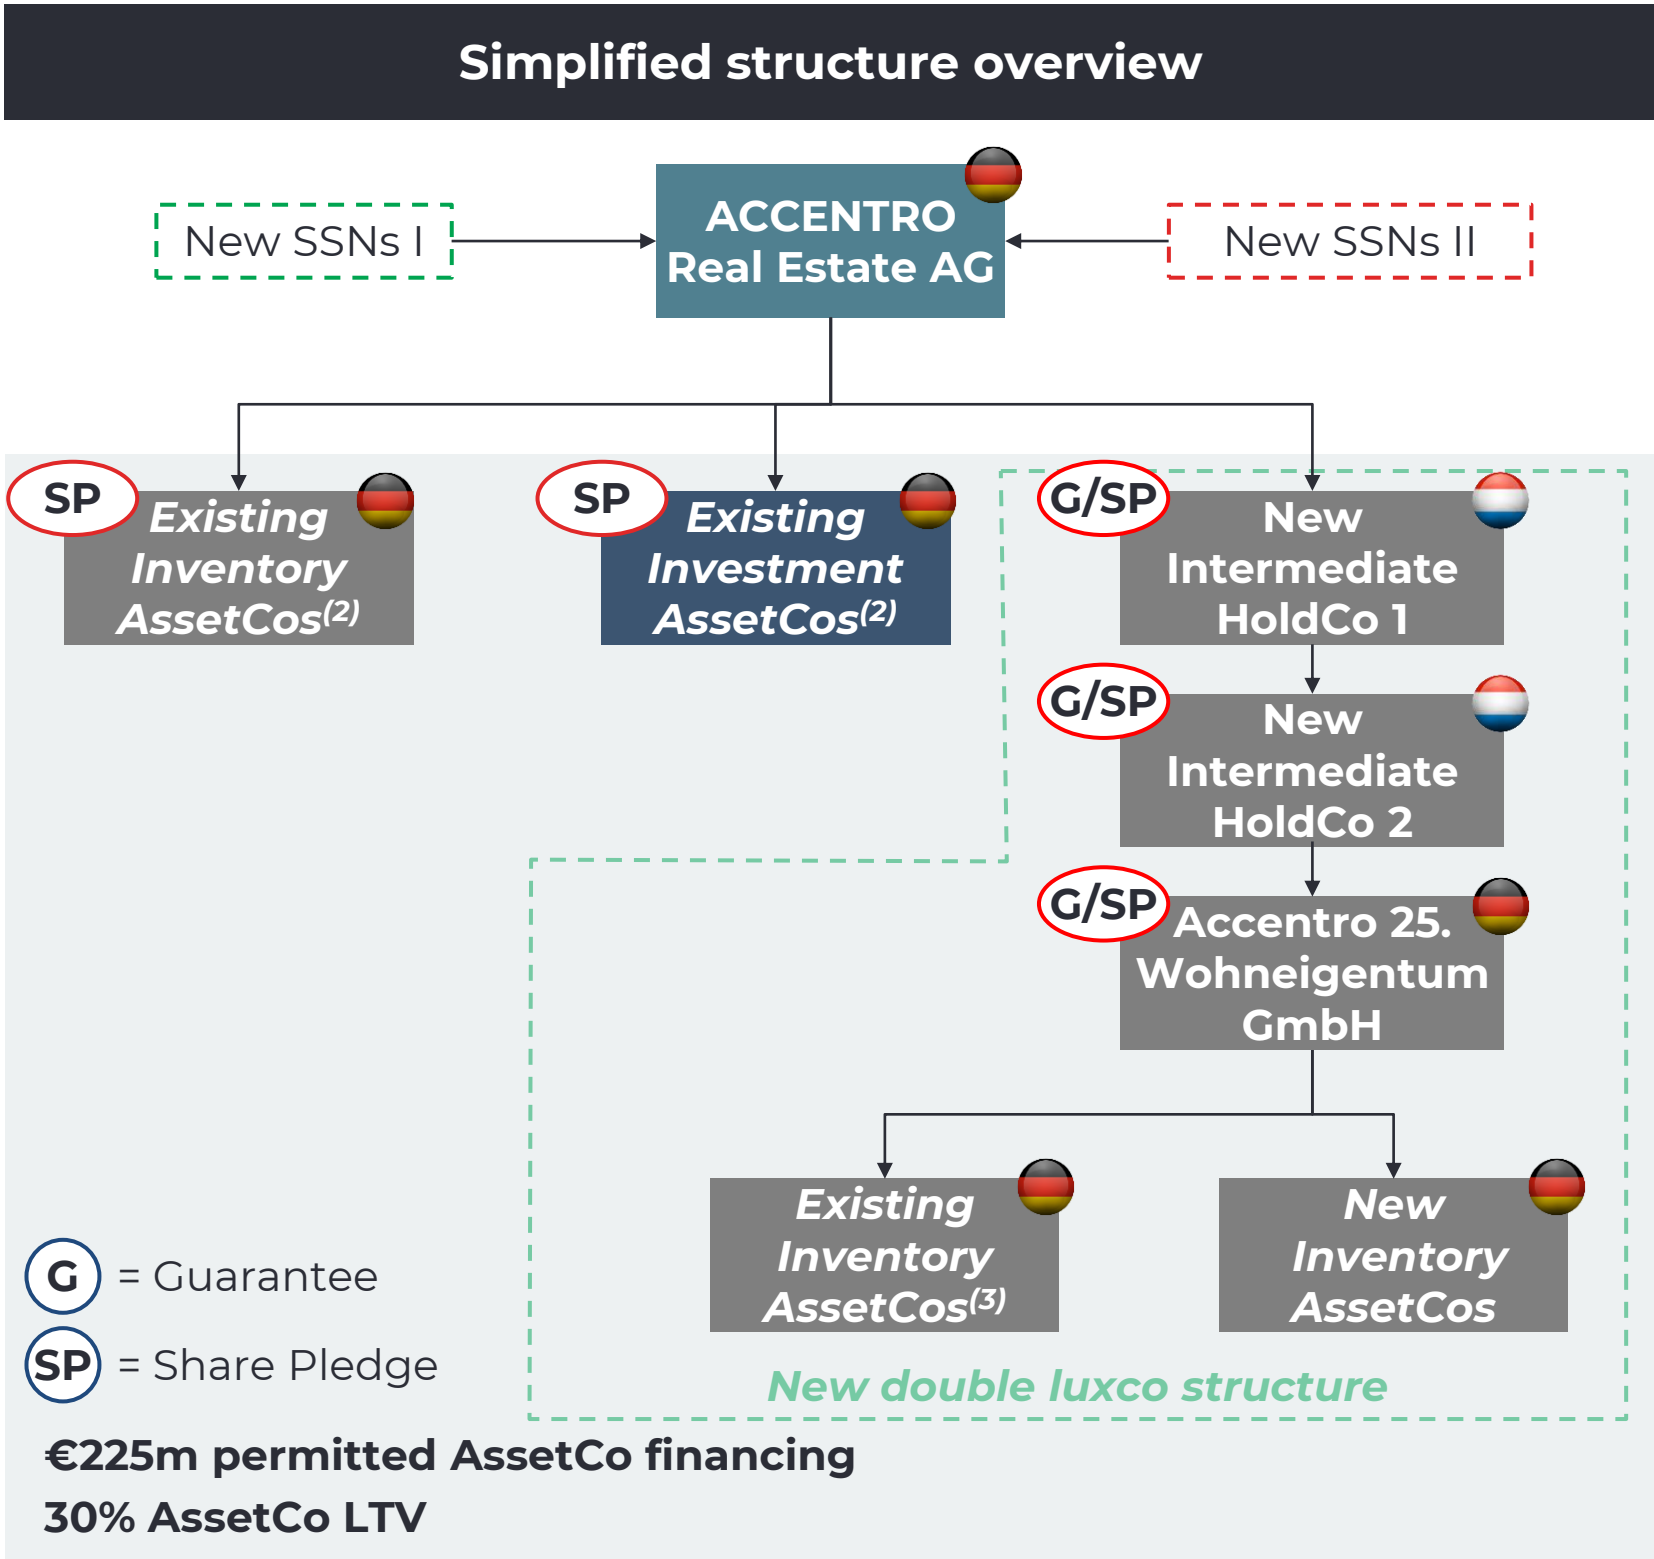 Simplified structure overview
New SSNs I
ACCENTRO
Real Estate AG
New SSNs II
SP
Existing
Inventory
AssetCos(2)
SP
Existing
Investment
AssetCos(2)
G/SP
New
Intermediate
HoldCo 1
G/SP
New
Intermediate
HoldCo 2
G/SP
Accentro 25.
Wohneigentum
GmbH
Existing
Inventory
AssetCos(3)
New
Inventory
AssetCos
New double luxco structure
G = Guarantee
SP = Share Pledge
€225m permitted AssetCo financing
30% AssetCo LTV